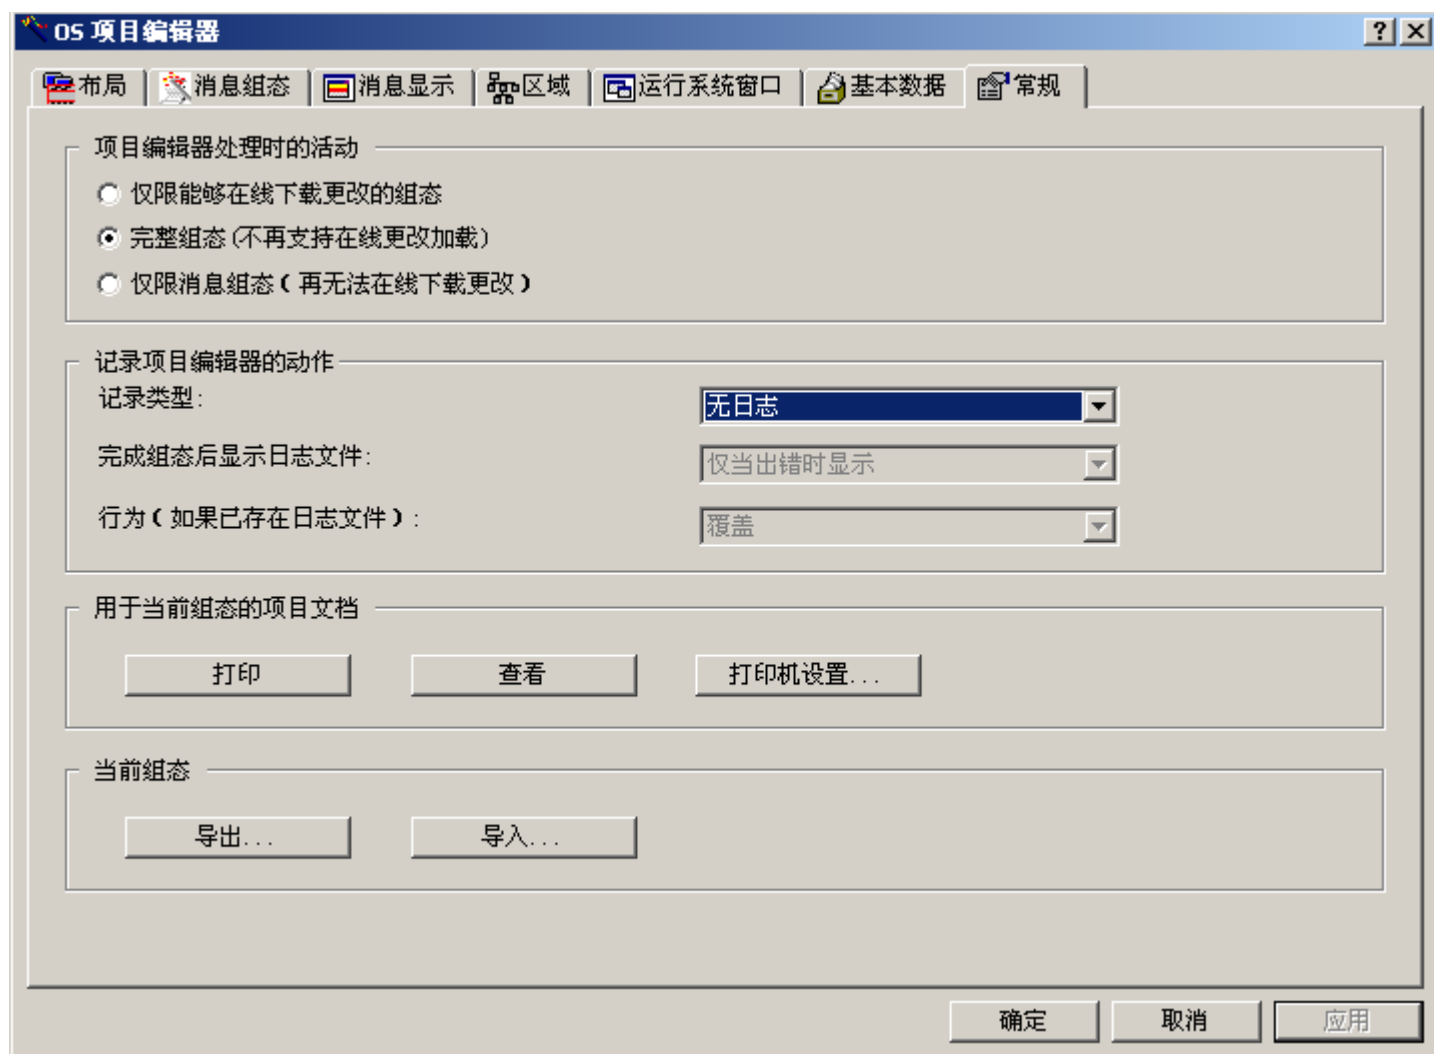 OS 项目编辑器
布局 消息组态 消息显示 区域 运行系统窗口 基本数据 常规
项目编辑器处理时的活动
仅限能够在线下载更改的组态
完整组态(不再支持在线更改加载)
仅限消息组态(再无法在线下载更改)
记录项目编辑器的动作
记录类型: 无日志
完成组态后显示日志文件: 仅当出错时显示
行为(如果已存在日志文件): 覆盖
用于当前组态的项目文档
打印 查看 打印机设置...
当前组态
导出... 导入...
确定 取消 应用